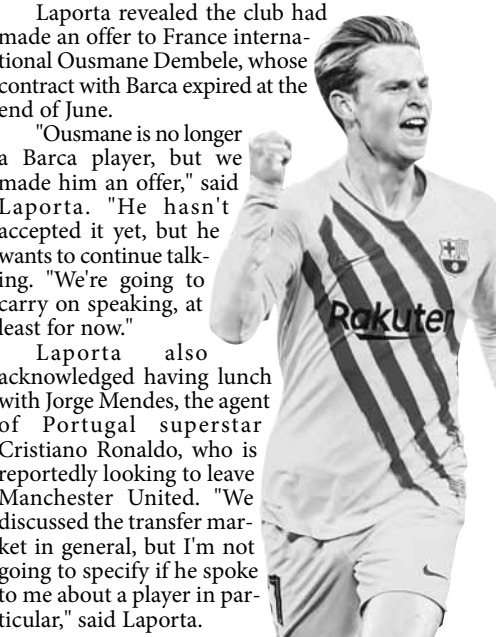 Laporta revealed the club had
made an offer to France interna-
tional Ousmane Dembele, whose
contract with Barca expired at the
end of June.
"Ousmane is no longer
a Barca player, but we
made him an offer," said
Laporta. "He hasn't
accepted it yet, but he
wants to continue talk-
ing. "We're going to
carry on speaking, at
least for now."
Laporta also
acknowledged having lunch
with Jorge Mendes, the agent
of Portugal superstar
Cristiano Ronaldo, who is
reportedly looking to leave
Manchester United. "We
discussed the transfer mar-
ket in general, but I'm not
going to specify if he spoke
to me about a player in par-
ticular," said Laporta.
Rakuten